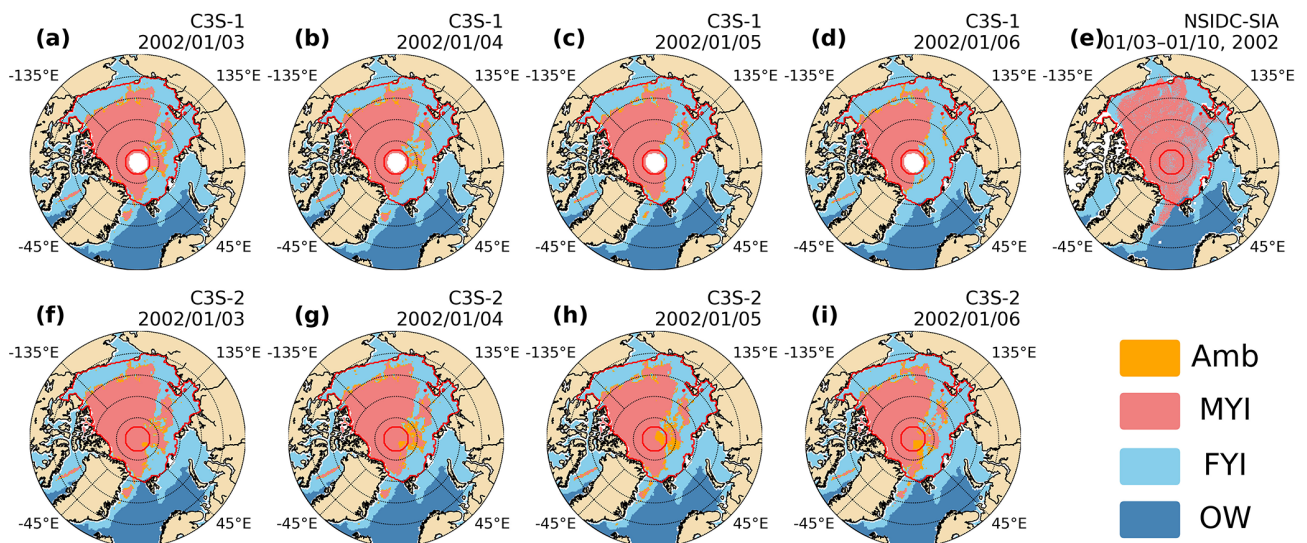 C3S-1
(a) 2002/01/03
-135°E 135°E
-45°E 45°E
C3S-1
(b) 2002/01/04
-135°E 135°E
-45°E 45°E
C3S-1
(c) 2002/01/05
-135°E 135°E
-45°E 45°E
C3S-1
(d) 2002/01/06
-135°E 135°E
-45°E 45°E
NSIDC-SIA
(e) 01/03–01/10, 2002
-135°E 135°E
-45°E 45°E
C3S-2
(f) 2002/01/03
-135°E 135°E
-45°E 45°E
C3S-2
(g) 2002/01/04
-135°E 135°E
-45°E 45°E
C3S-2
(h) 2002/01/05
-135°E 135°E
-45°E 45°E
C3S-2
(i) 2002/01/06
-135°E 135°E
-45°E 45°E
Amb
MYI
FYI
OW